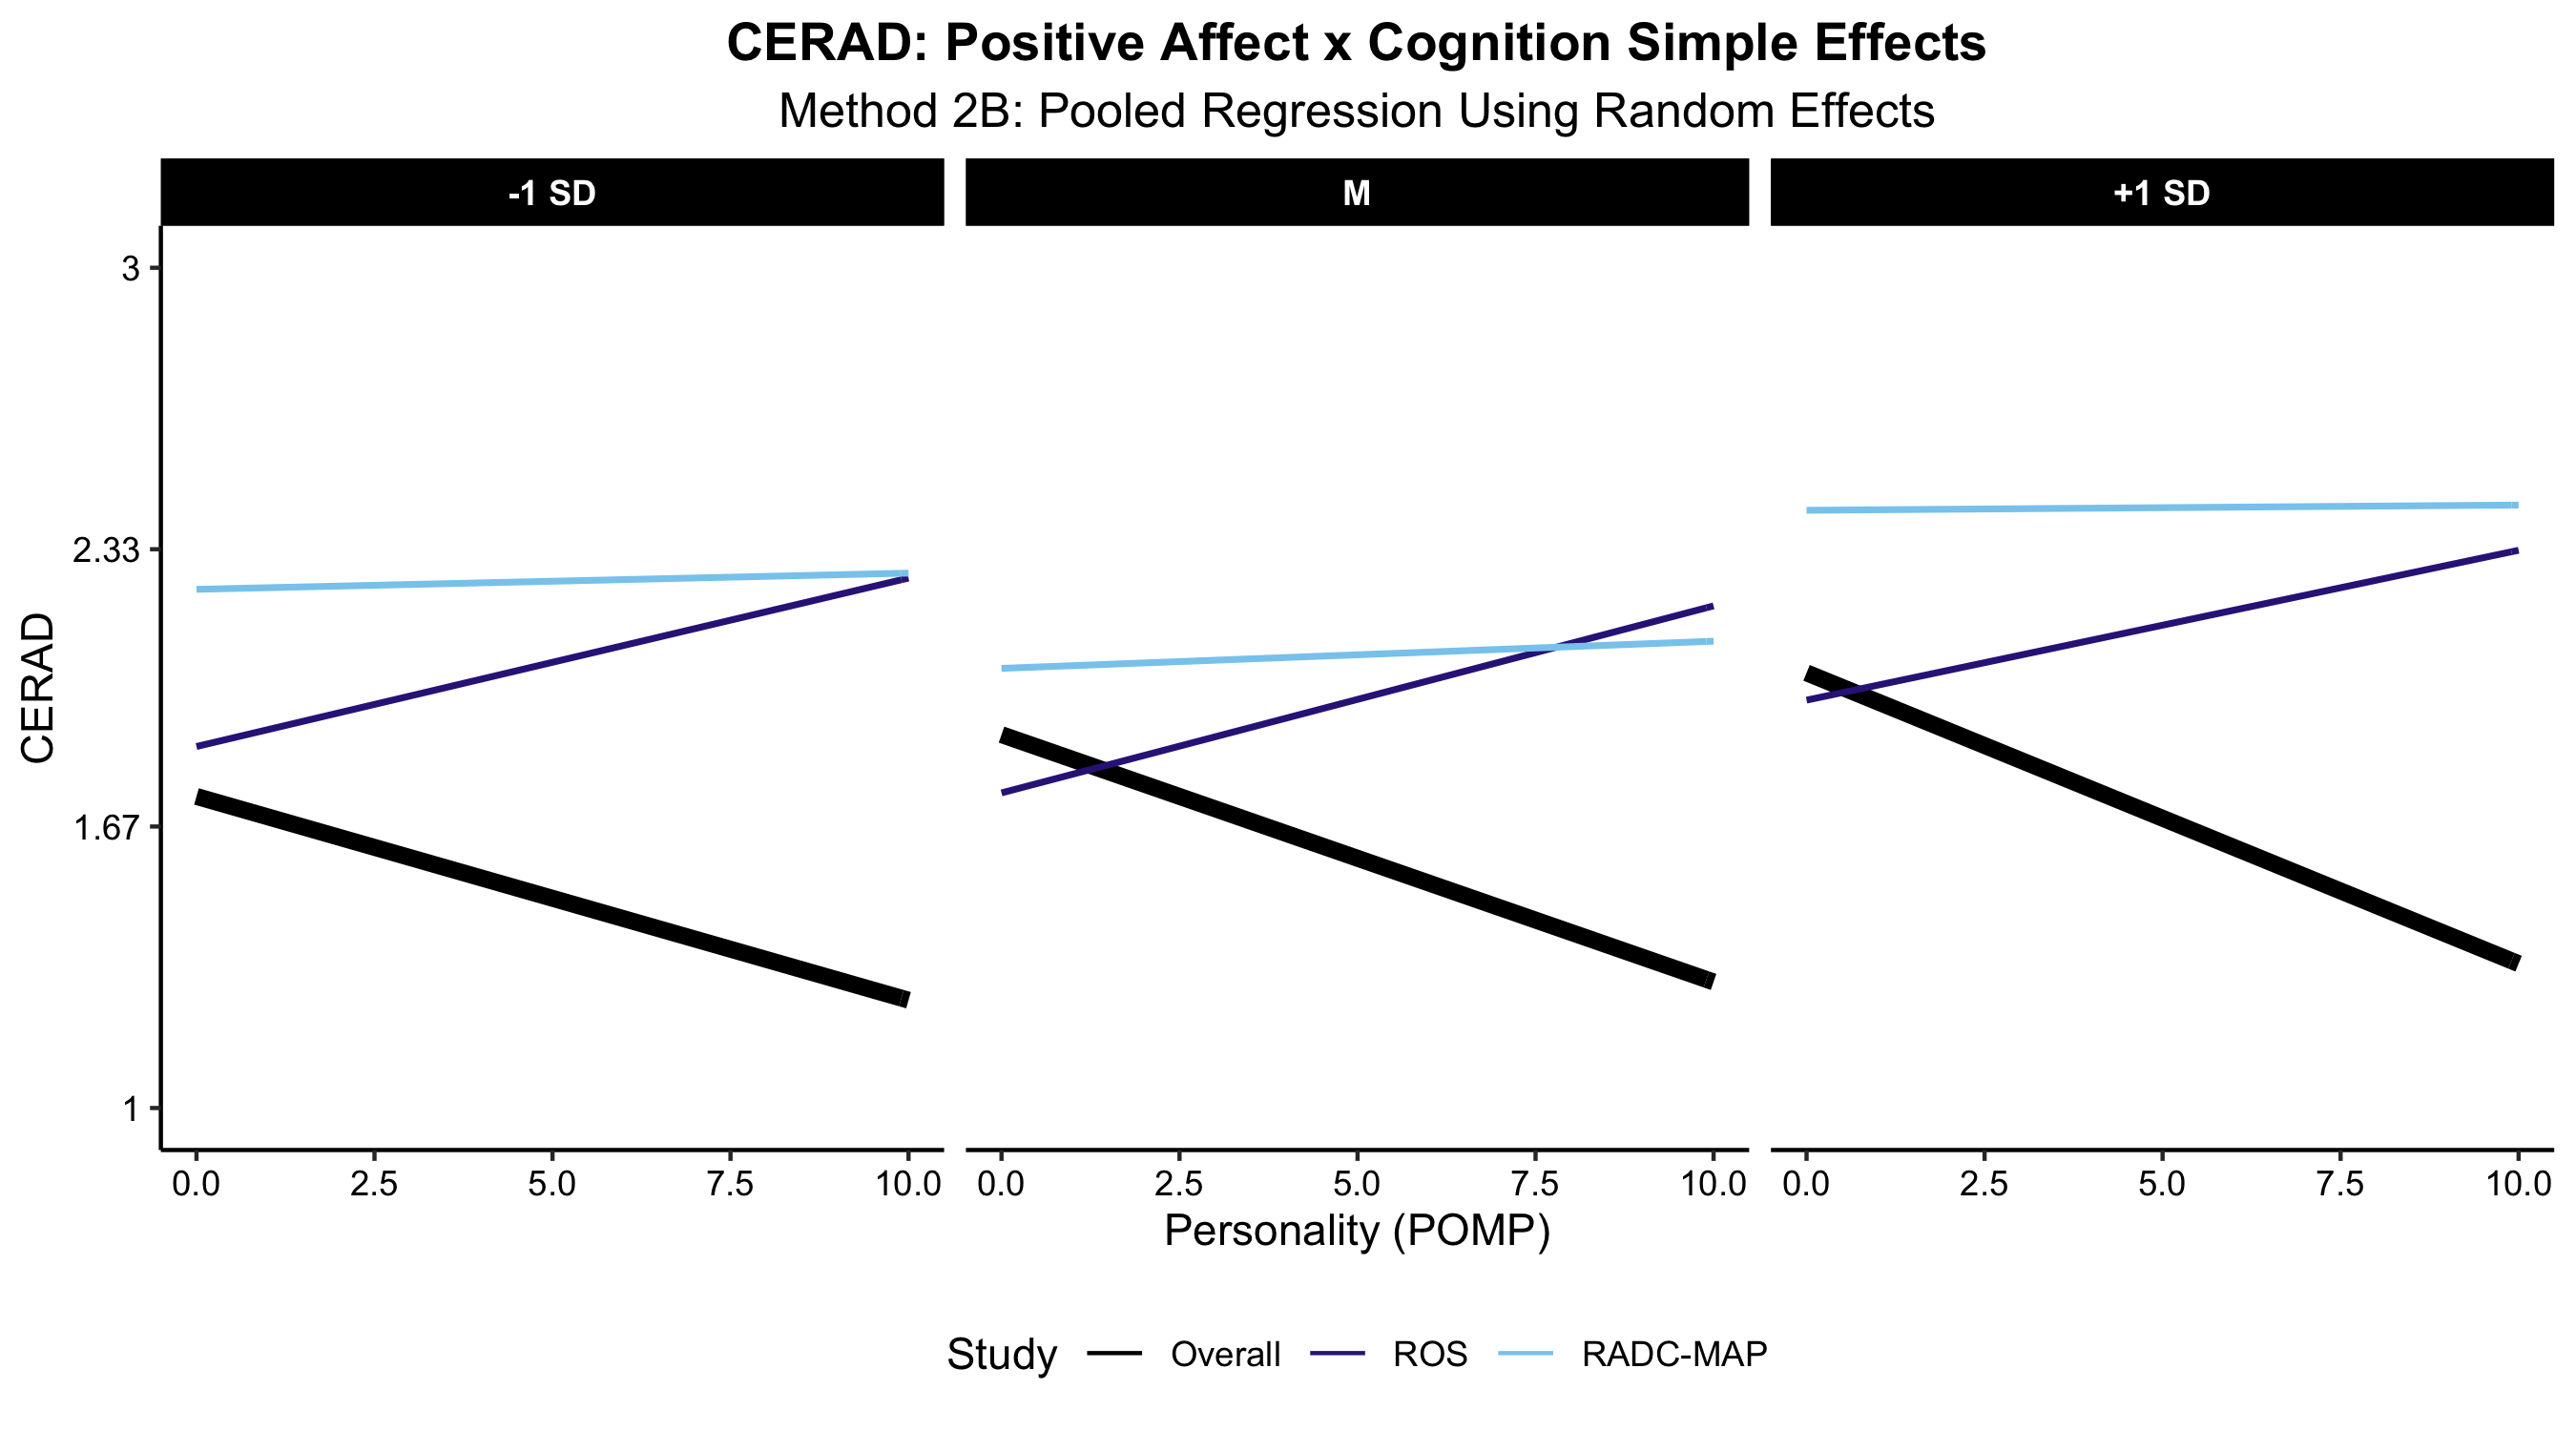 CERAD: Positive Affect x Cognition Simple Effects
Method 2B: Pooled Regression Using Random Effects
-1 SD
M
+1 SD
3
2.33
1.67
1
CERAD
0.0 2.5 5.0 7.5 10.0
0.0 2.5 5.0 7.5 10.0
0.0 2.5 5.0 7.5 10.0
Personality (POMP)
Study Overall ROS RADC-MAP